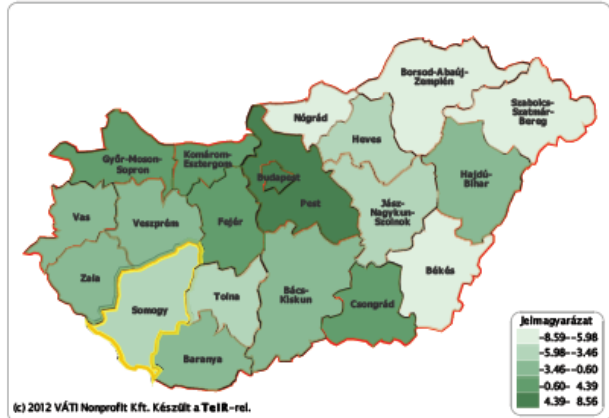 Borsod-Abaúj-
Zemplén
Szabolcs-
Szatmár-
Bereg
Nógrád
Heves
Győr-Moson-
Sopron
Komárom-
Esztergom
Budapest
Pest
Hajdú-
Bihar
Vas
Veszprém
Fejér
Jász-
Nagykun-
Szolnok
Zala
Békés
Somogy
Tolna
Bács-
Kiskun
Csongrád
Baranya
Jelmagyarázat
-8.59--5.98
-5.98--3.46
-3.46--0.60
-0.60- 4.39
4.39- 8.56
(c) 2012 VÁTI Nonprofit Kft. Készült a TeIR-rel.